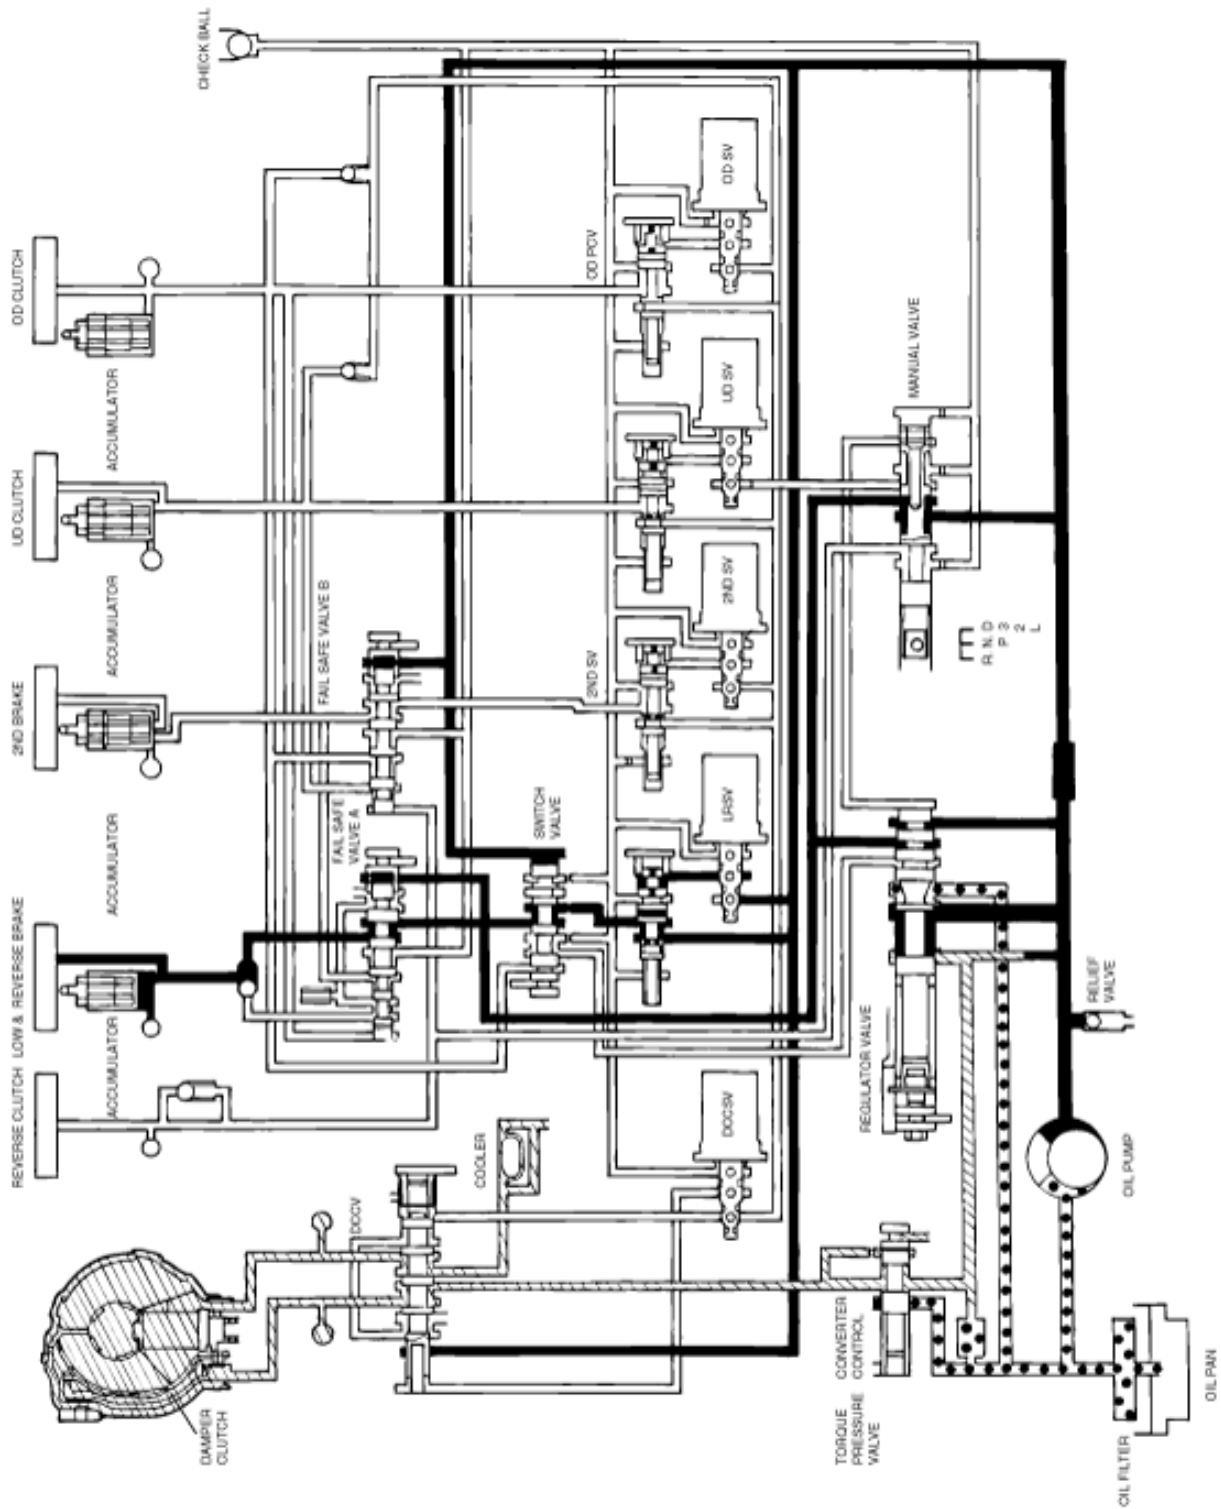 CHECK BALL
OD CLUTCH
ACCUMULATOR
UD CLUTCH
ACCUMULATOR
2ND BRAKE
ACCUMULATOR
LOW & REVERSE BRAKE
ACCUMULATOR
REVERSE CLUTCH
DAMPER
CLUTCH
DCCV
COOLER
FAIL SAFE VALVE B
FAIL SAFE
VALVE A
SWITCH
VALVE
OD PCV
2ND SV
OD SV
UD SV
2ND SV
LRSV
DCCSV
MANUAL VALVE
R N D
P 3
2
L
REGULATOR VALVE
RELIEF
VALVE
OIL PUMP
TORQUE CONVERTER
PRESSURE CONTROL
VALVE
OIL FILTER
OIL PAN